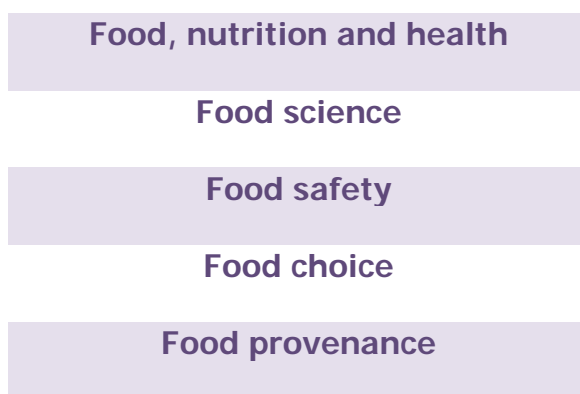 Food, nutrition and health
Food science
Food safety
Food choice
Food provenance